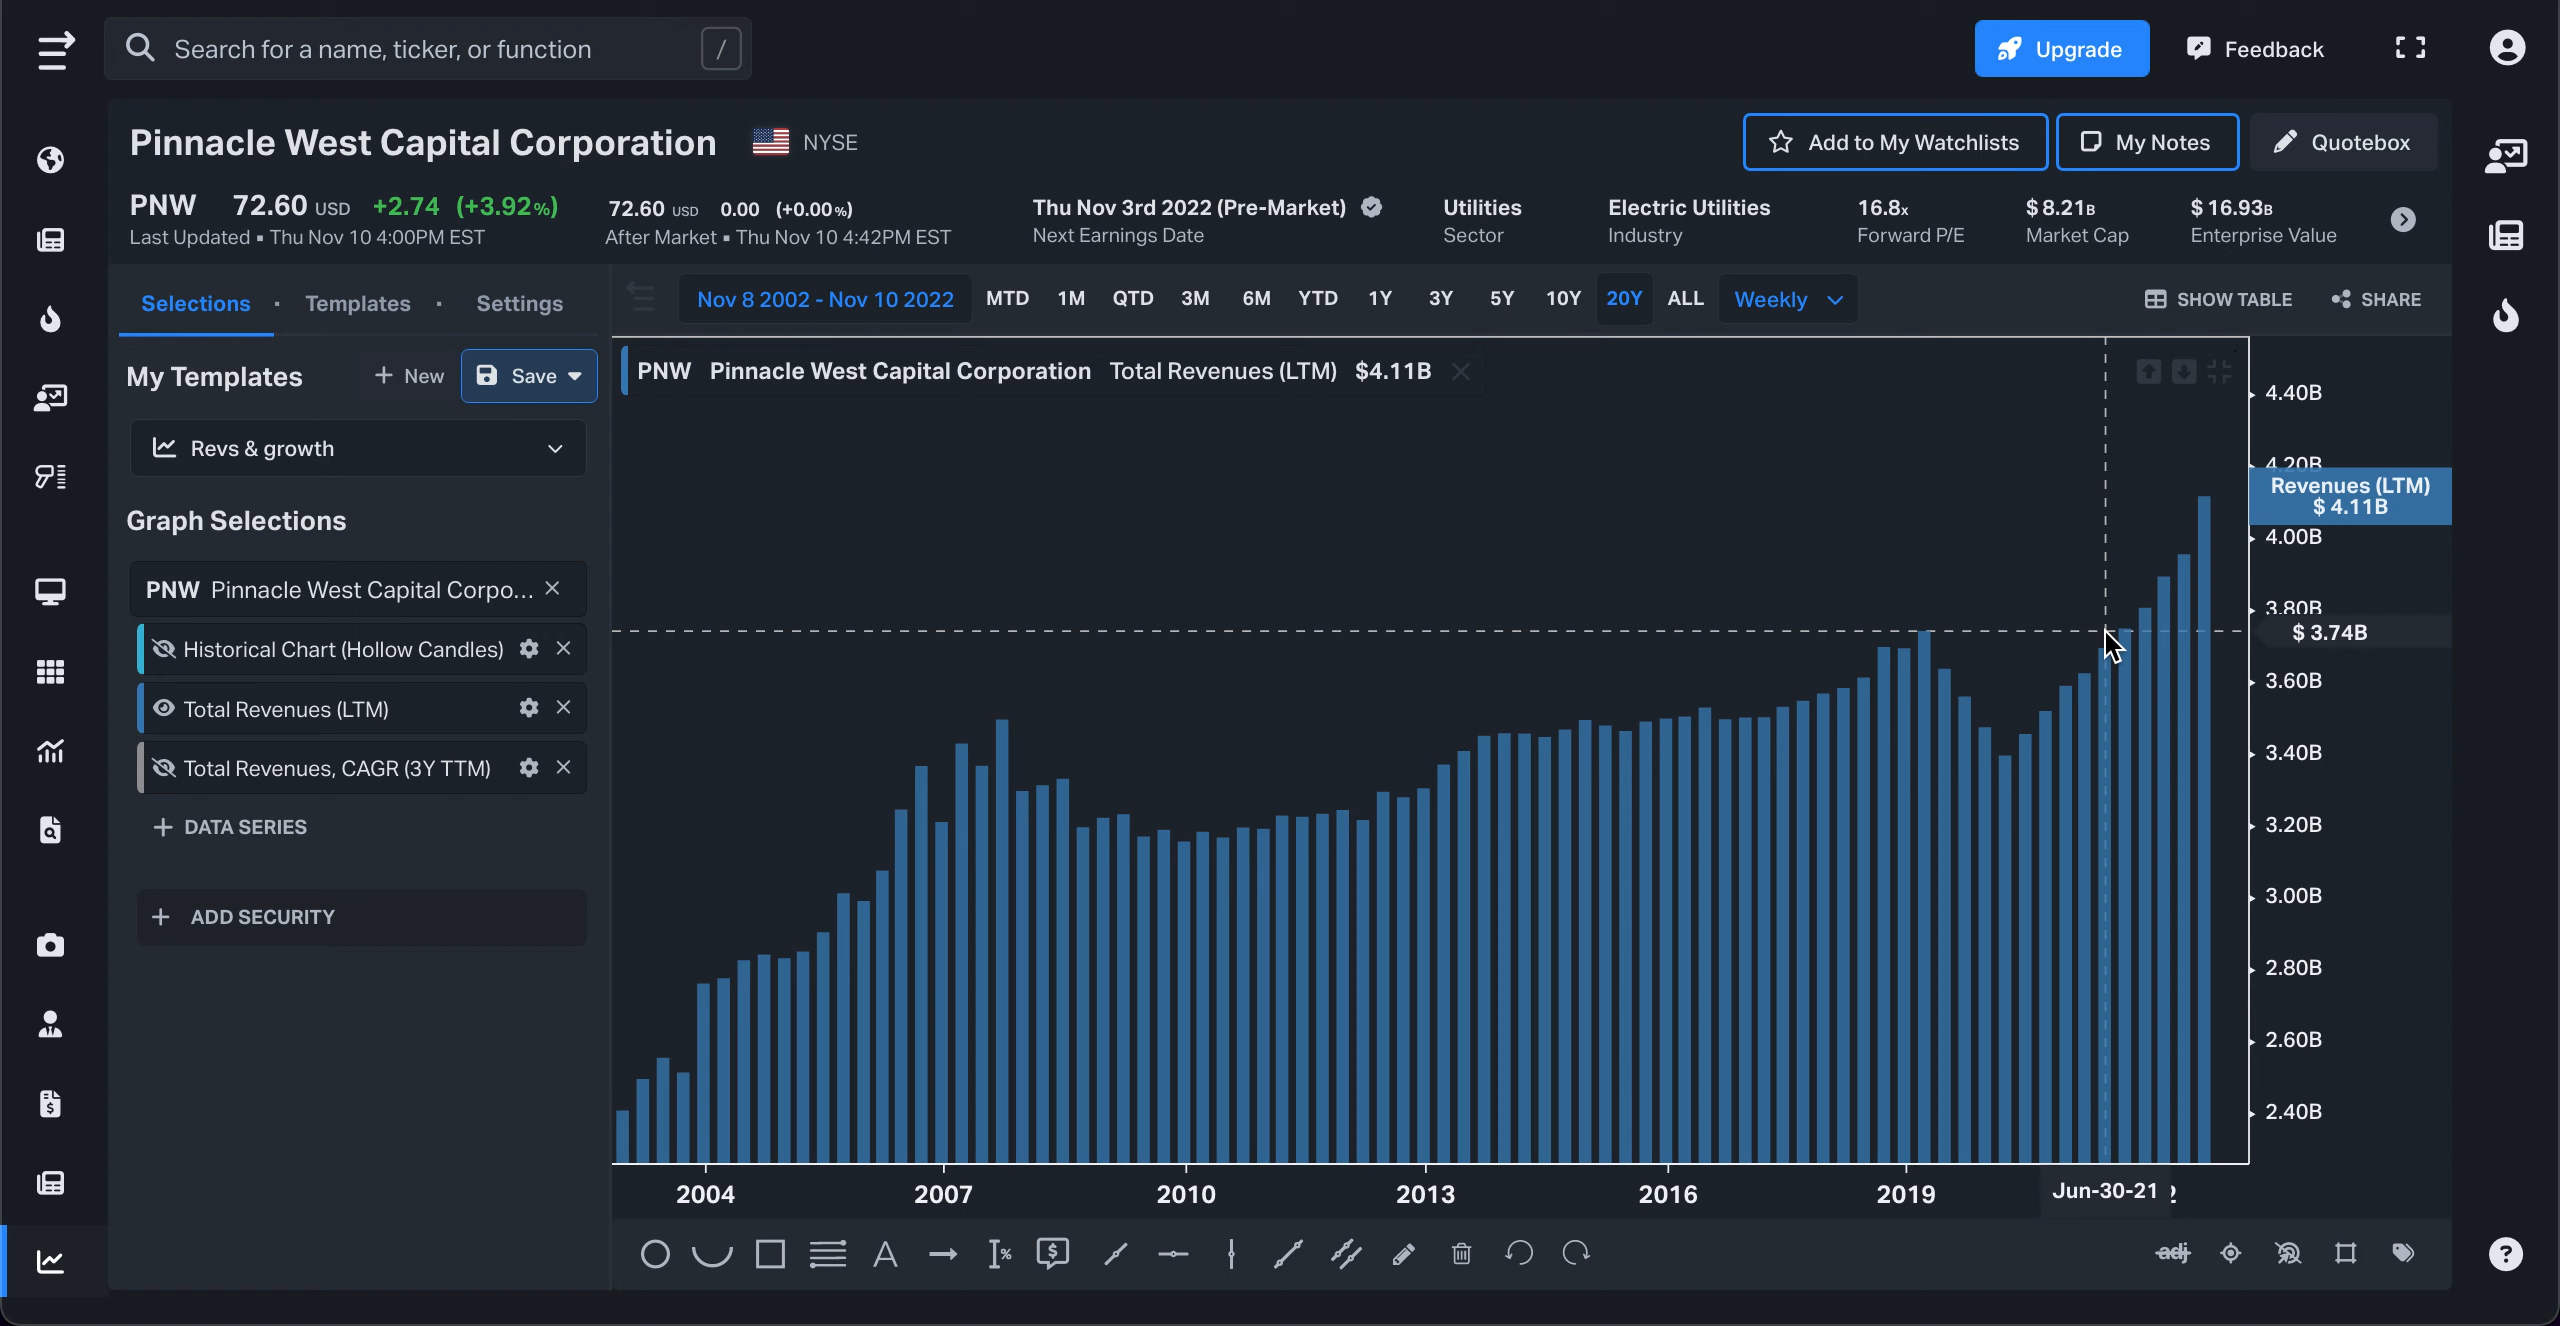 Search for a name, ticker, or function /
Upgrade
Feedback
Pinnacle West Capital Corporation NYSE
Add to My Watchlists
My Notes
Quotebox
PNW 72.60 USD +2.74 (+3.92%)
Last Updated ▪ Thu Nov 10 4:00PM EST
72.60 USD 0.00 (+0.00%)
After Market ▪ Thu Nov 10 4:42PM EST
Thu Nov 3rd 2022 (Pre-Market)
Next Earnings Date
Utilities
Sector
Electric Utilities
Industry
16.8x
Forward P/E
$ 8.21B
Market Cap
$ 16.93B
Enterprise Value
Selections · Templates · Settings
Nov 8 2002 - Nov 10 2022 MTD 1M QTD 3M 6M YTD 1Y 3Y 5Y 10Y 20Y ALL Weekly
SHOW TABLE
SHARE
My Templates
+ New
Save
Revs & growth
Graph Selections
PNW Pinnacle West Capital Corpo...
Historical Chart (Hollow Candles)
Total Revenues (LTM)
Total Revenues, CAGR (3Y TTM)
+ DATA SERIES
+ ADD SECURITY
PNW Pinnacle West Capital Corporation Total Revenues (LTM) $4.11B
4.40B
4.20B
Revenues (LTM)
$ 4.11B
4.00B
3.80B
$ 3.74B
3.60B
3.40B
3.20B
3.00B
2.80B
2.60B
2.40B
2004 2007 2010 2013 2016 2019 Jun-30-21
A
%
$
adj
?